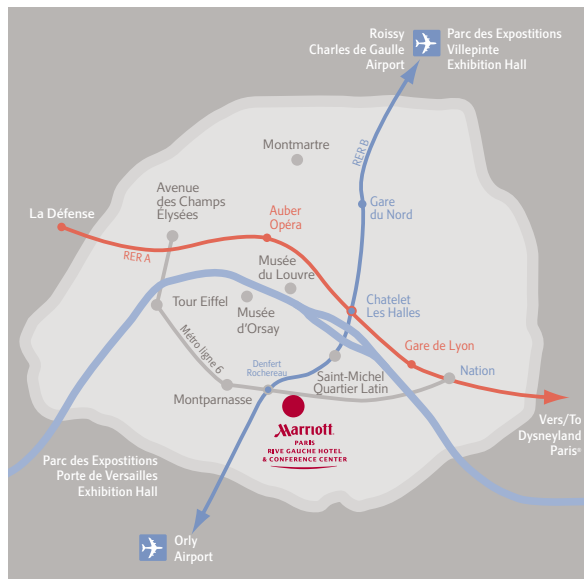 Roissy
Charles de Gaulle
Airport
Parc des Expostitions
Villepinte
Exhibition Hall
RER B
Montmartre
Avenue
des Champs
Élysées
La Défense
Auber
Opéra
Gare
du Nord
RER A
Musée
du Louvre
Tour Eiffel
Musée
d'Orsay
Chatelet
Les Halles
Métro ligne 6
Denfert
Rochereau
Gare de Lyon
Saint-Michel
Quartier Latin
Nation
Montparnasse
Marriott
PARIS
RIVE GAUCHE HOTEL
& CONFERENCE CENTER
Vers/To
Dysneyland
Paris®
Parc des Expostitions
Porte de Versailles
Exhibition Hall
Orly
Airport